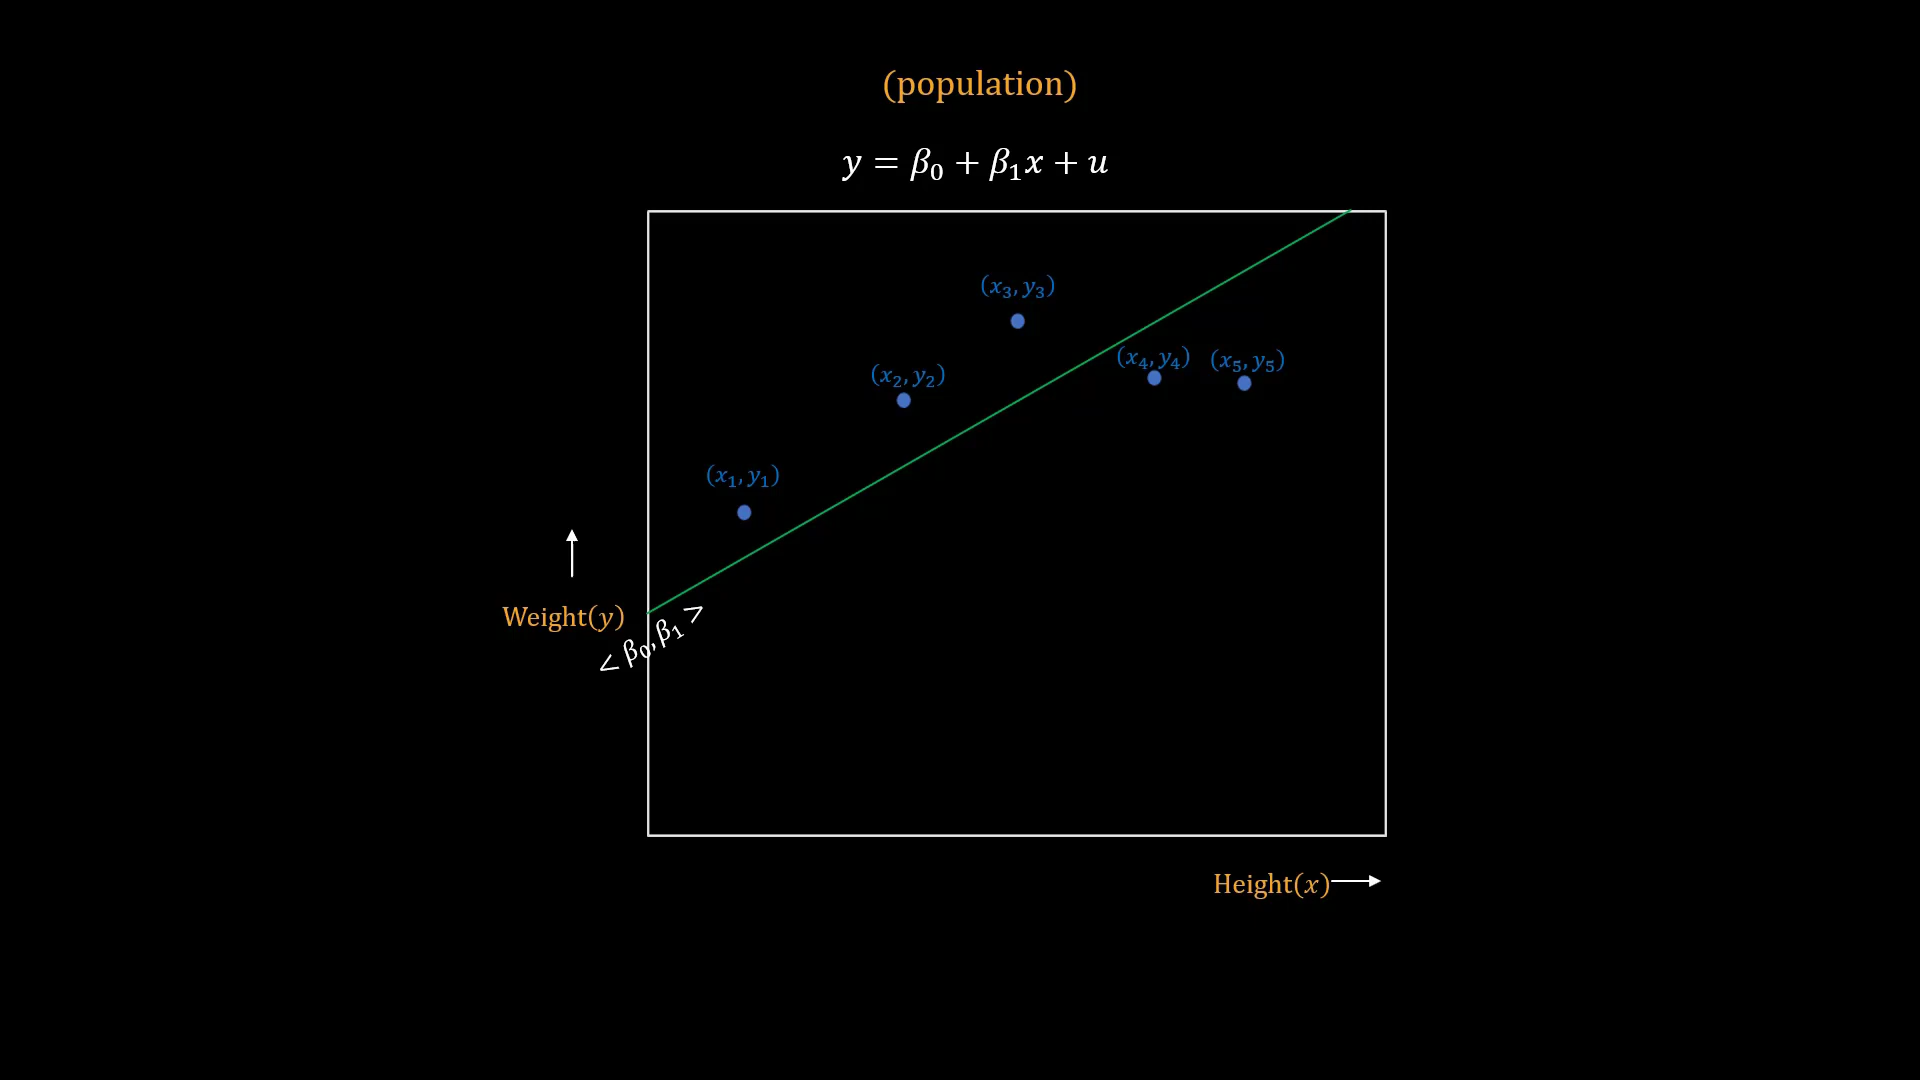 (population)
y = β₀ + β₁x + u
(x₃, y₃)
(x₄, y₄) (x₅, y₅)
(x₂, y₂)
(x₁, y₁)
Weight(y)
< β₀, β₁ >
Height(x)